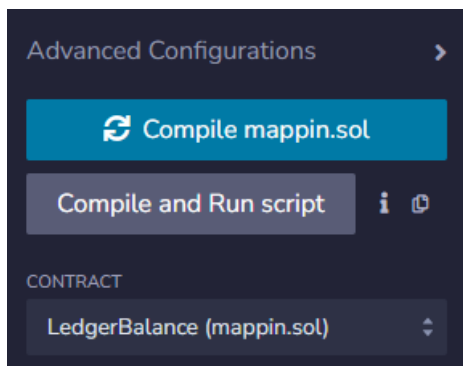 Advanced Configurations
Compile mappin.sol
Compile and Run script
CONTRACT
LedgerBalance (mappin.sol)